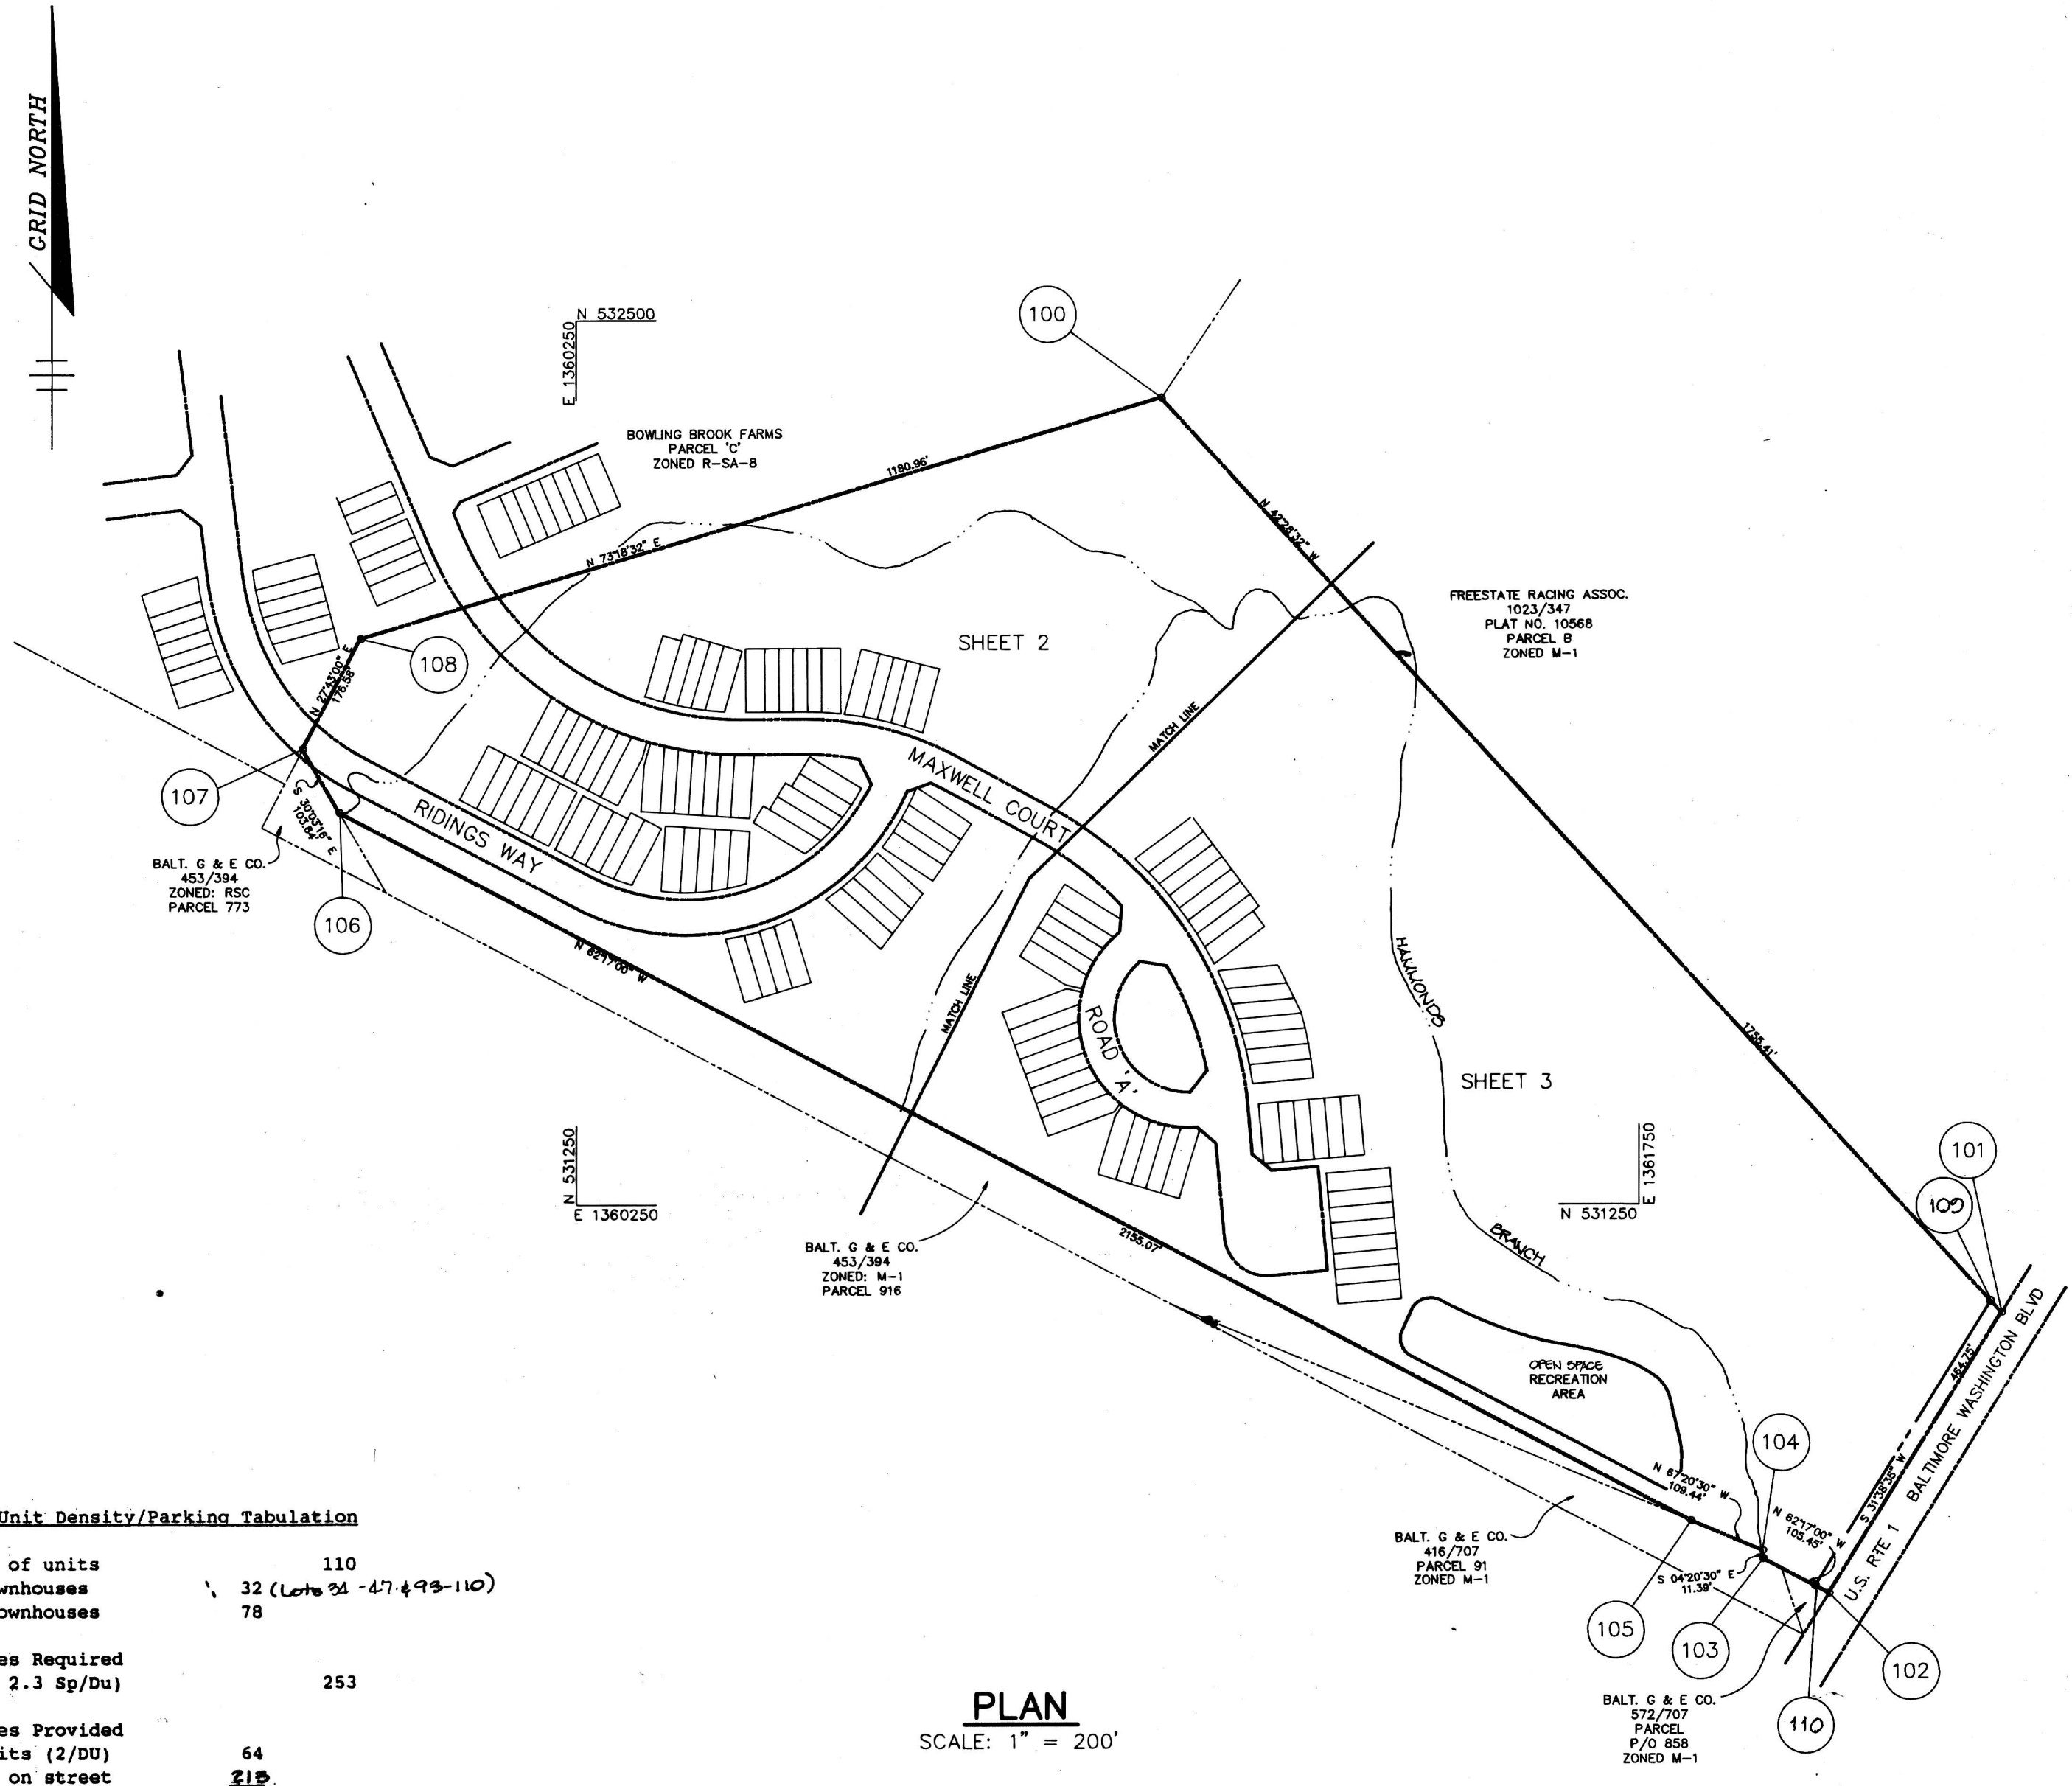 GRID NORTH
N 532500
E 1360250
100
BOWLING BROOK FARMS
PARCEL 'C'
ZONED R-SA-8
1180.96'
N 73°18'32" E
N 42°28'32" W
FREESTATE RACING ASSOC.
1023/347
PLAT NO. 10568
PARCEL B
ZONED M-1
SHEET 2
108
N 27°43'00" E
176.58'
MATCH LINE
MAXWELL COURT
107
S 30°03'16" E
103.84'
RIDINGS WAY
BALT. G & E CO.
453/394
ZONED: RSC
PARCEL 773
106
N 62°17'00" W
MATCH LINE
HAMMONDS
ROAD 'A'
1755.41'
SHEET 3
N 531250
E 1360250
E 1361750
N 531250
101
109
BRANCH
BALT. G & E CO.
453/394
ZONED: M-1
PARCEL 916
2155.07'
OPEN SPACE
RECREATION
AREA
464.75'
S 31°38'35" W
U.S. RTE 1 BALTIMORE WASHINGTON BLVD
104
N 67°20'30" W
109.44'
N 62°17'00" W
105.45'
BALT. G & E CO.
416/707
PARCEL 91
ZONED M-1
S 04°20'30" E
11.39'
105
103
102
110
BALT. G & E CO.
572/707
PARCEL
P/O 858
ZONED M-1
Unit Density/Parking Tabulation
of units 110
wnhouses 32 (Lots 34-47 & 93-110)
ownhouses 78
es Required
2.3 Sp/Du) 253
es Provided
its (2/DU) 64
on street 213
PLAN
SCALE: 1" = 200'